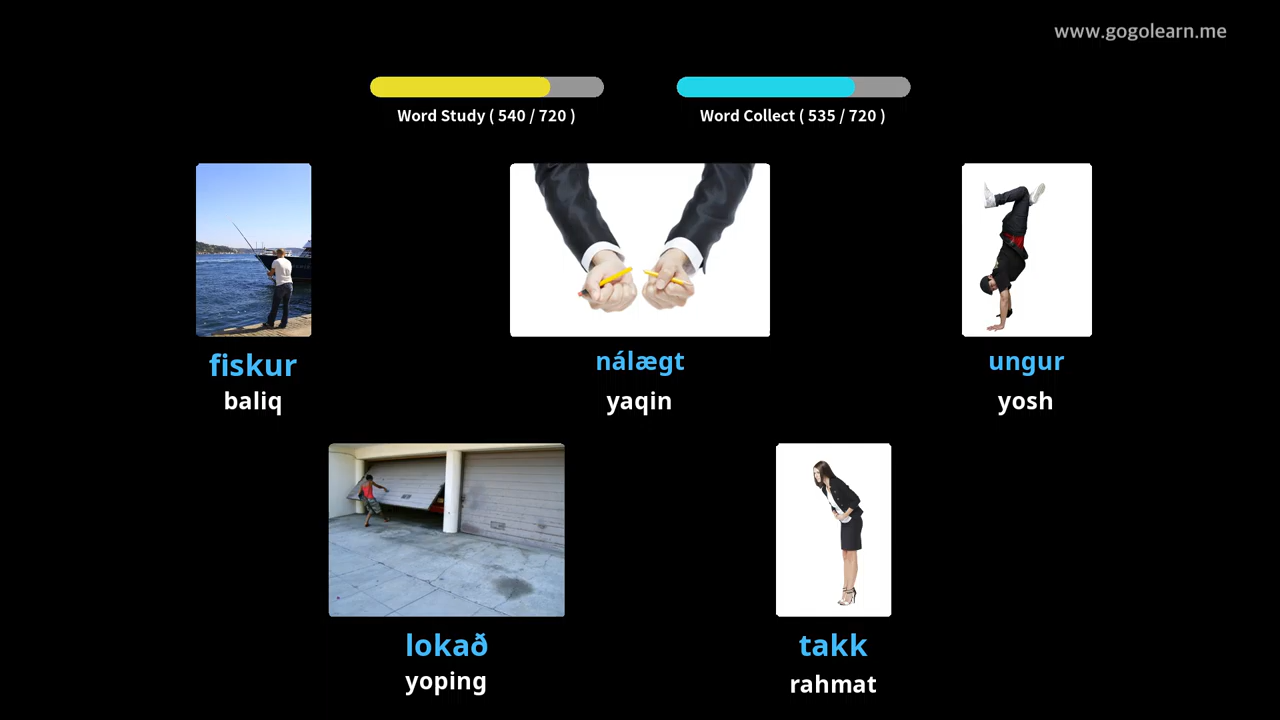 www.gogolearn.me
Word Study ( 540 / 720 )
Word Collect ( 535 / 720 )
fiskur
baliq
nálægt
yaqin
ungur
yosh
lokað
yoping
takk
rahmat